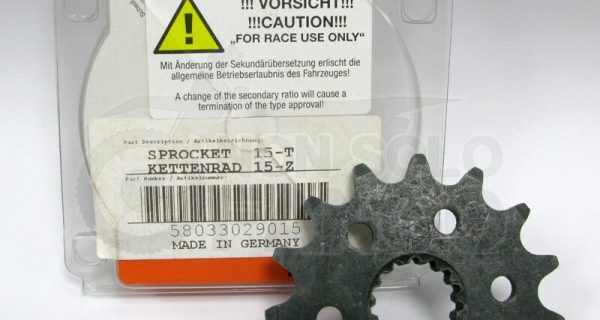 !!! VORSICHT!!!
!!!CAUTION!!!
„FOR RACE USE ONLY“
Mit Änderung der Sekundärübersetzung erlischt die
allgemeine Betriebserlaubnis des Fahrzeuges!
A change of the secondary ratio will cause a
termination of the type approval!
Part Description / Artikelbezeichnung:
SPROCKET 15-T
KETTENRAD 15-Z
Part Number / Artikelnummer:
58033029015
MADE IN GERMANY